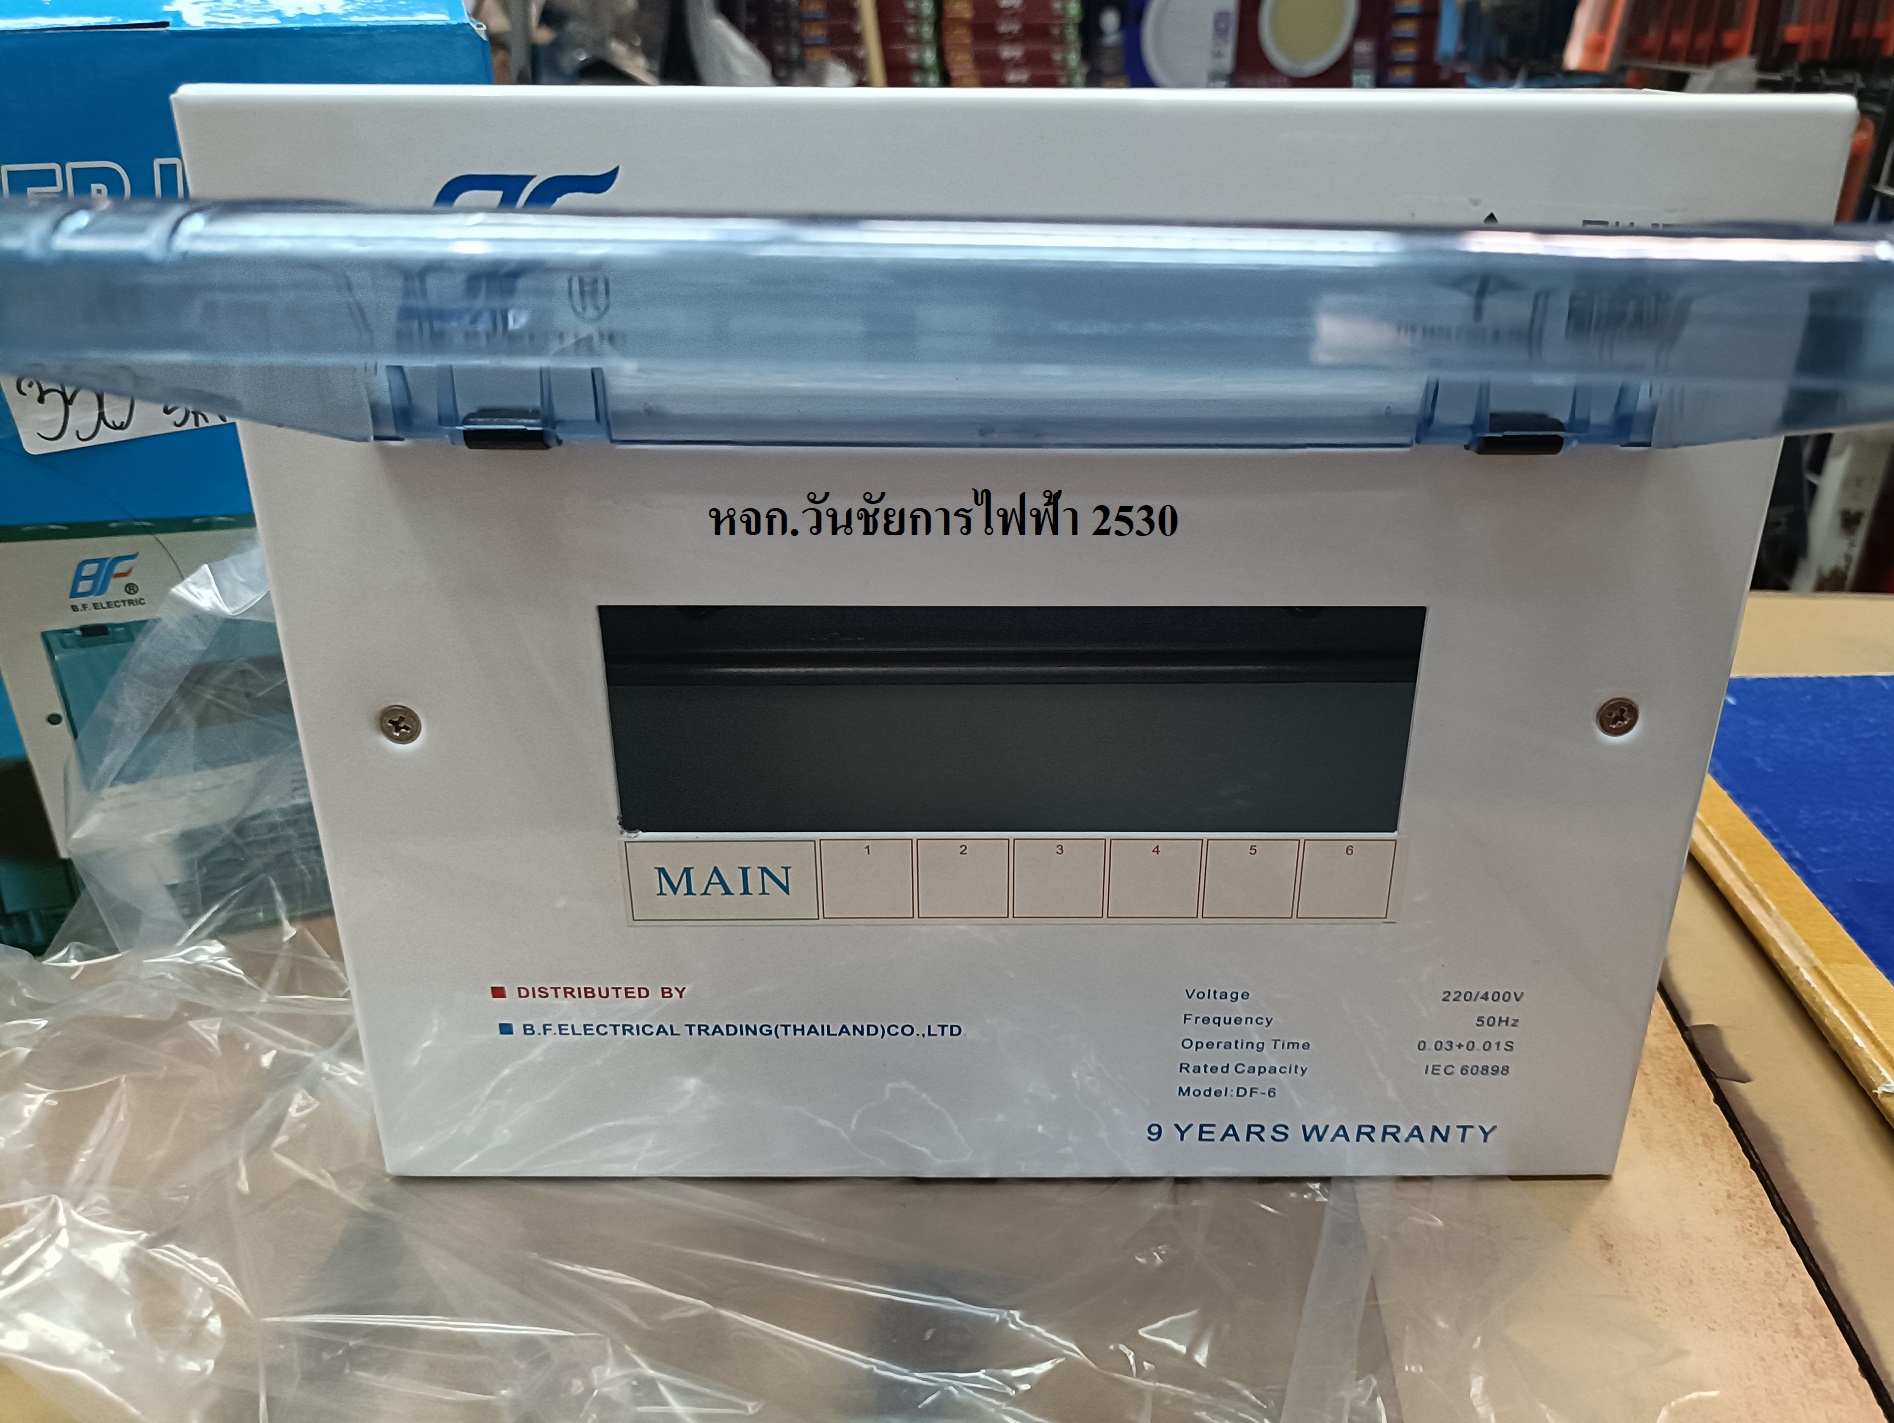 BF
หจก.วันชัยการไฟฟ้า 2530
BF®
B.F. ELECTRIC
MAIN 1 2 3 4 5 6
DISTRIBUTED BY
B.F.ELECTRICAL TRADING(THAILAND)CO.,LTD
Voltage 220/400V
Frequency 50Hz
Operating Time 0.03+0.01S
Rated Capacity IEC 60898
Model:DF-6
9 YEARS WARRANTY